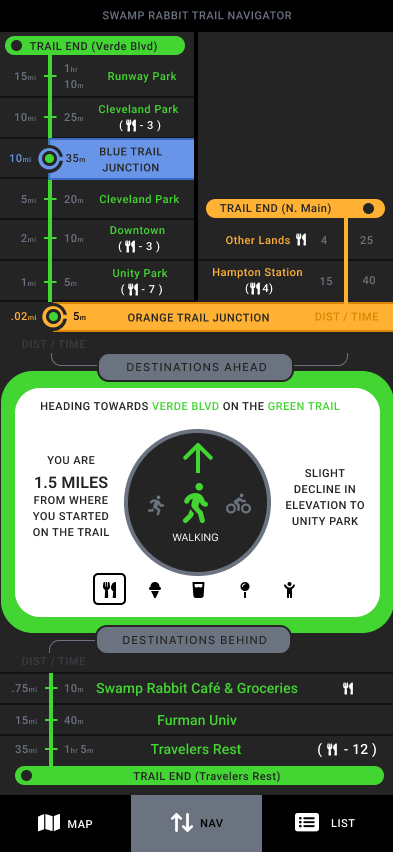 SWAMP RABBIT TRAIL NAVIGATOR
TRAIL END (Verde Blvd)
15mi
1hr
10m
Runway Park
10mi
25m
Cleveland Park
( - 3 )
10mi
35m
BLUE TRAIL
JUNCTION
5mi
20m
Cleveland Park
2mi
10m
Downtown
( - 3 )
1mi
5m
Unity Park
( - 7 )
TRAIL END (N. Main)
Other Lands
4
25
Hampton Station
( 4)
15
40
.02mi
5m
ORANGE TRAIL JUNCTION
DIST / TIME
DIST / TIME
DESTINATIONS AHEAD
HEADING TOWARDS VERDE BLVD ON THE GREEN TRAIL
YOU ARE
1.5 MILES
FROM WHERE
YOU STARTED
ON THE TRAIL
WALKING
SLIGHT
DECLINE IN
ELEVATION TO
UNITY PARK
DESTINATIONS BEHIND
DIST / TIME
.75mi
10m
Swamp Rabbit Café & Groceries
15mi
40m
Furman Univ
35mi
1hr 5m
Travelers Rest
( - 12 )
TRAIL END (Travelers Rest)
MAP
NAV
LIST